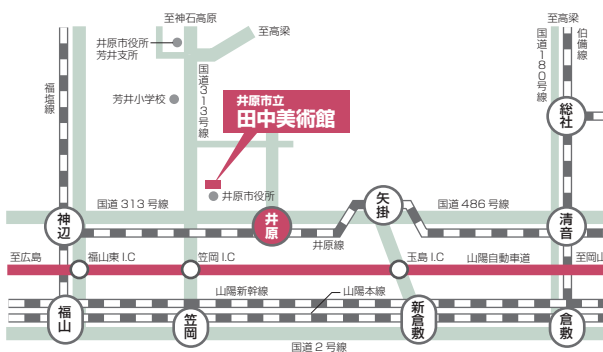 至神石高原
至高梁
至高梁
井原市役所
芳井支所
国道313号線
国道180号線
伯備線
福塩線
芳井小学校
井原市立
田中美術館
総社
井原市役所
国道313号線
矢掛
国道486号線
神辺
井原
清音
井原線
至広島
福山東I.C
笠岡I.C
玉島I.C
山陽自動車道
至岡山
山陽新幹線
山陽本線
福山
笠岡
新倉敷
倉敷
国道2号線